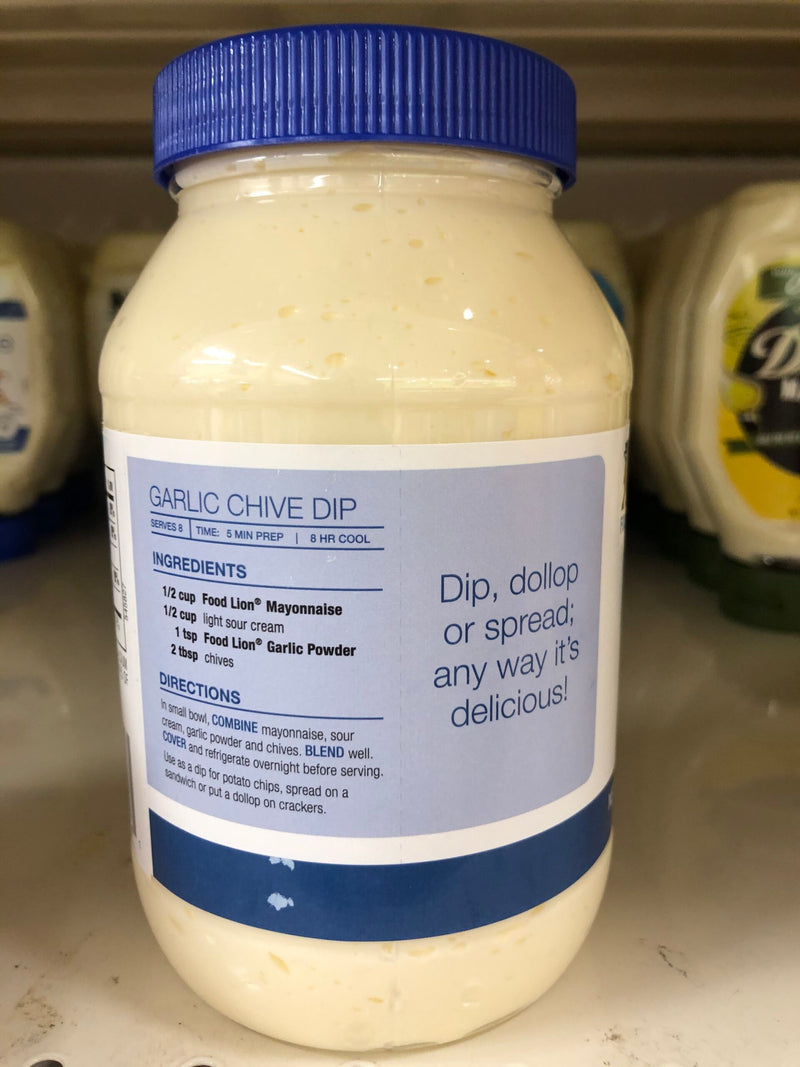 GARLIC CHIVE DIP
SERVES 8 | TIME: 5 MIN PREP | 8 HR COOL
INGREDIENTS
1/2 cup Food Lion® Mayonnaise
1/2 cup light sour cream
1 tsp Food Lion® Garlic Powder
2 tbsp chives
DIRECTIONS
In small bowl, COMBINE mayonnaise, sour
cream, garlic powder and chives. BLEND well.
COVER and refrigerate overnight before serving.
Use as a dip for potato chips, spread on a
sandwich or put a dollop on crackers.
Dip, dollop
or spread;
any way it's
delicious!